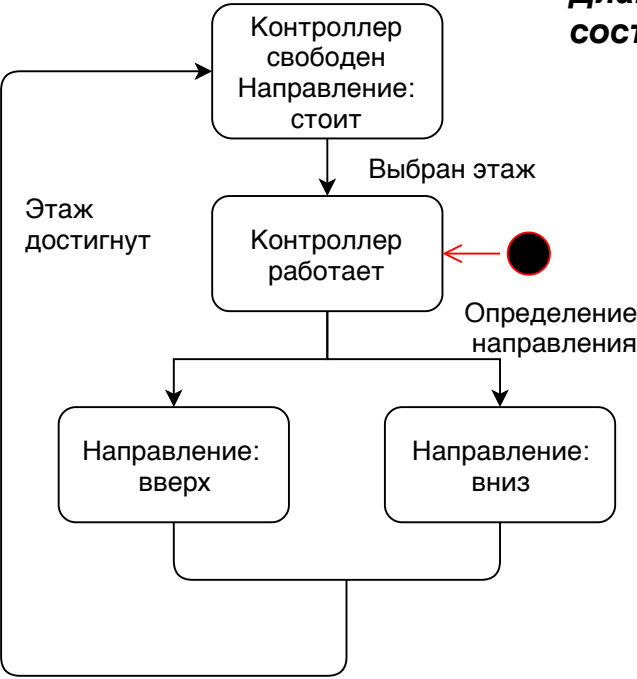 Контроллер
свободен
Направление:
стоит
Выбран этаж
Этаж
достигнут
Контроллер
работает
Определение
направления
Направление:
вверх
Направление:
вниз